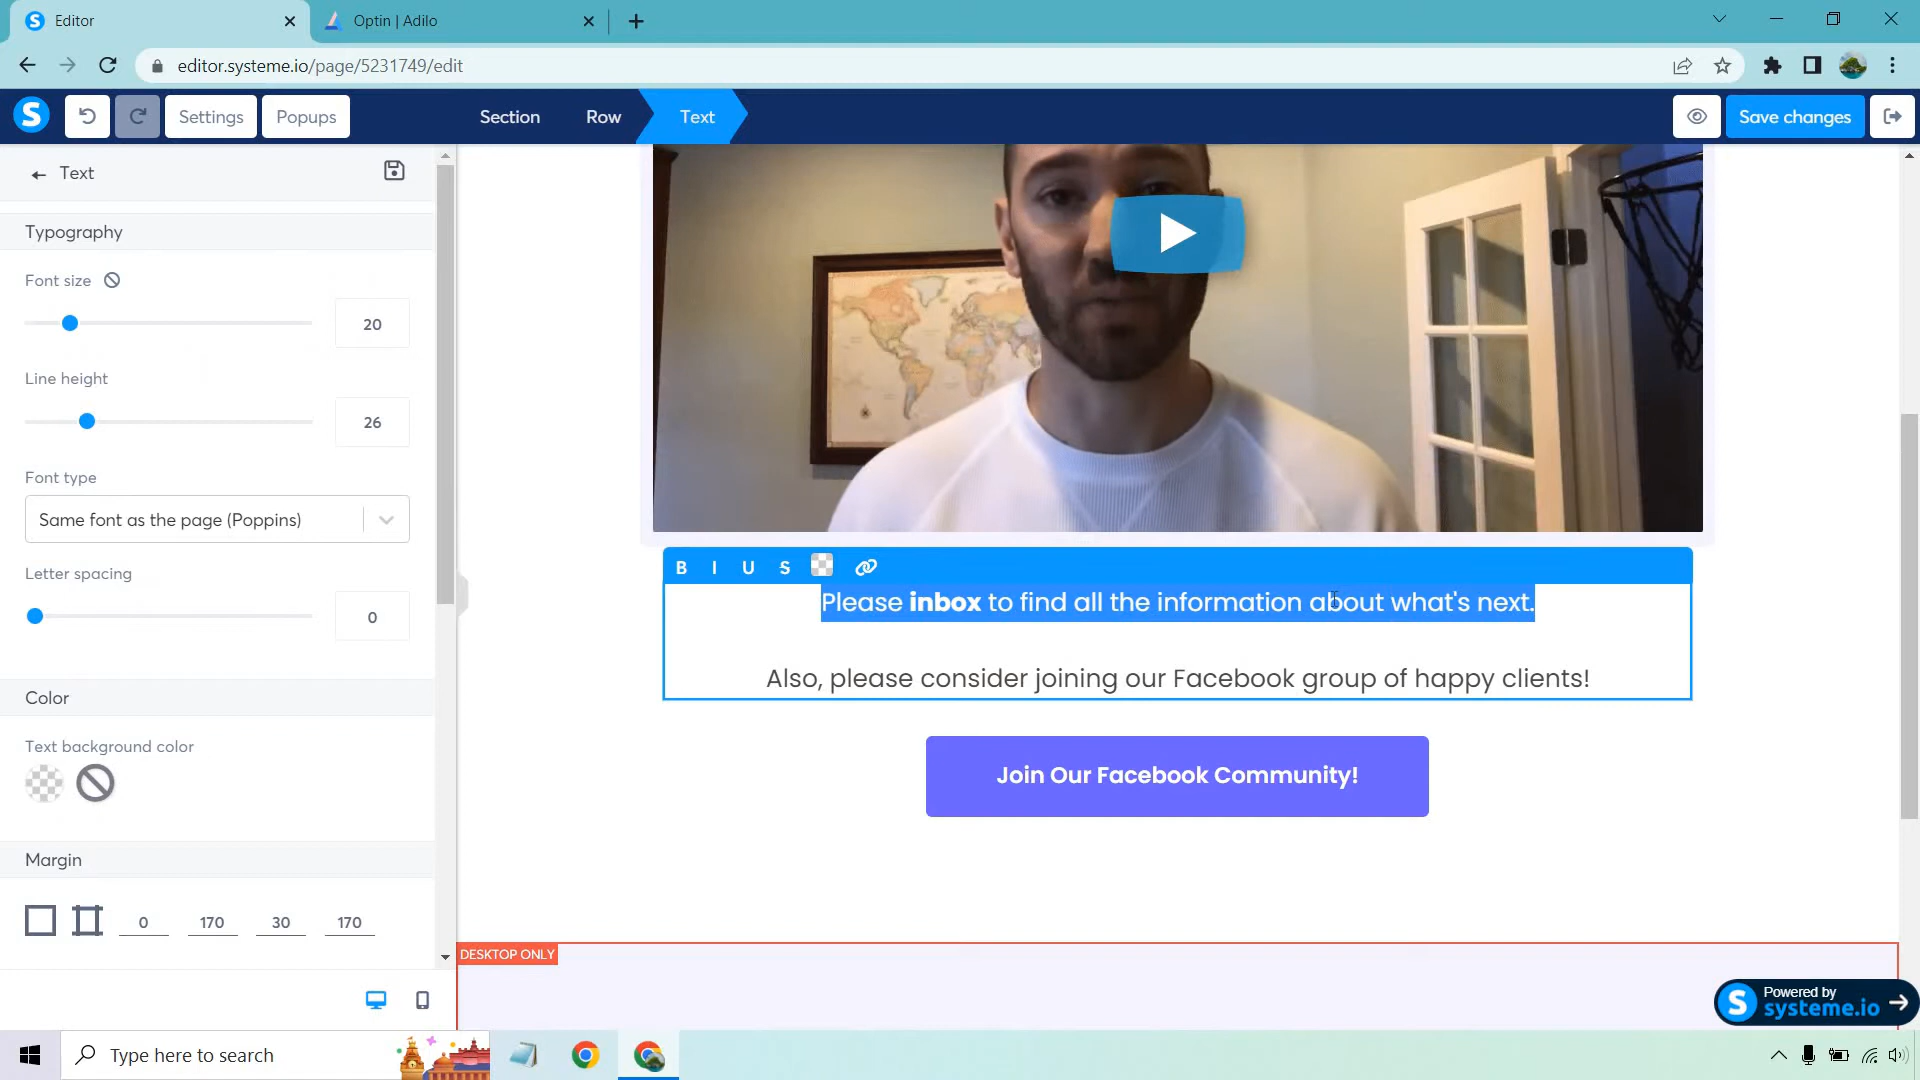 Editor
Optin | Adilo
editor.systeme.io/page/5231749/edit
S
Settings
Popups
Section
Row
Text
Save changes
Text
Typography
Font size
20
Line height
26
Font type
Same font as the page (Poppins)
Letter spacing
0
Color
Text background color
Margin
0
170
30
170
B I U S
Please inbox to find all the information about what's next.
Also, please consider joining our Facebook group of happy clients!
Join Our Facebook Community!
DESKTOP ONLY
S
Powered by
systeme.io
Type here to search